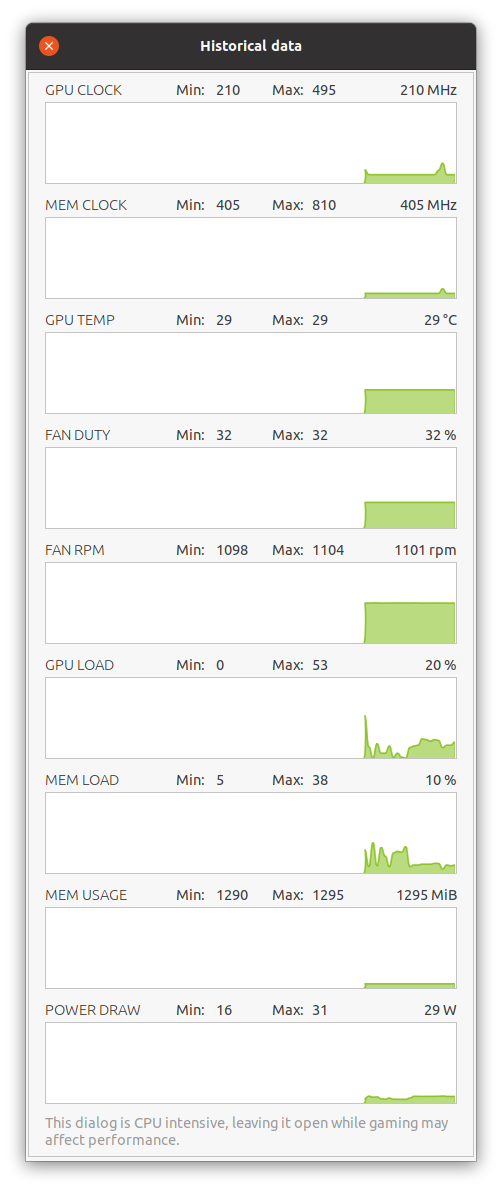 Historical data
GPU CLOCK Min: 210 Max: 495 210 MHz
MEM CLOCK Min: 405 Max: 810 405 MHz
GPU TEMP Min: 29 Max: 29 29 °C
FAN DUTY Min: 32 Max: 32 32 %
FAN RPM Min: 1098 Max: 1104 1101 rpm
GPU LOAD Min: 0 Max: 53 20 %
MEM LOAD Min: 5 Max: 38 10 %
MEM USAGE Min: 1290 Max: 1295 1295 MiB
POWER DRAW Min: 16 Max: 31 29 W
This dialog is CPU intensive, leaving it open while gaming may
affect performance.